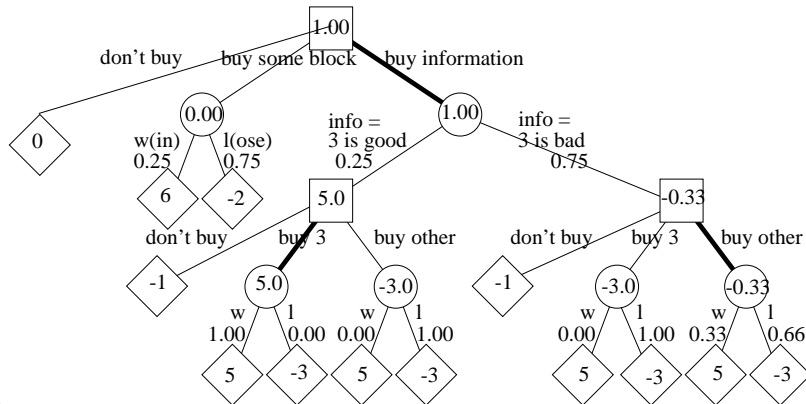 1.00
don't buy
buy some block
buy information
0.00
1.00
0
w(in)
0.25
l(ose)
0.75
info =
3 is good
0.25
info =
3 is bad
0.75
6
-2
5.0
-0.33
don't buy
buy 3
buy other
don't buy
buy 3
buy other
-1
5.0
-3.0
-1
-3.0
-0.33
w
1.00
l
0.00
w
0.00
l
1.00
w
0.00
l
1.00
w
0.33
l
0.66
5
-3
5
-3
5
-3
5
-3